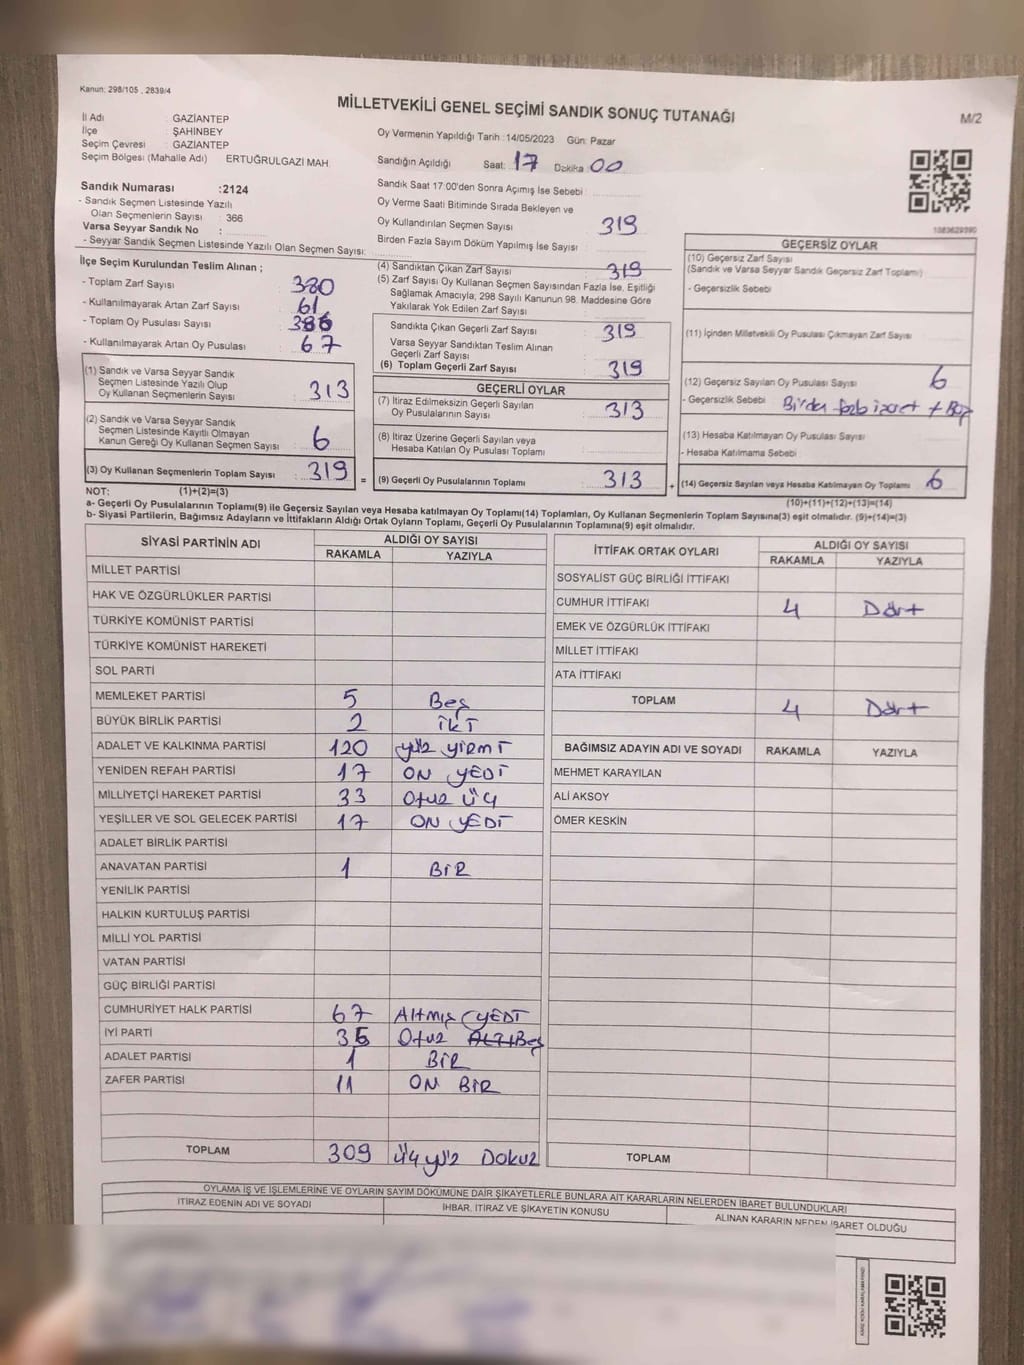 Kanun: 298/105 , 2839/4
MİLLETVEKİLİ GENEL SEÇİMİ SANDIK SONUÇ TUTANAĞI
M/2
İl Adı : GAZİANTEP
İlçe : ŞAHİNBEY
Seçim Çevresi : GAZİANTEP
Seçim Bölgesi (Mahalle Adı) ERTUĞRULGAZİ MAH.
Sandık Numarası :2124
- Sandık Seçmen Listesinde Yazılı
Olan Seçmenlerin Sayısı : 366
Varsa Seyyar Sandık No :
- Seyyar Sandık Seçmen Listesinde Yazılı Olan Seçmen Sayısı:
Oy Vermenin Yapıldığı Tarih :14/05/2023 Gün: Pazar
Sandığın Açıldığı Saat: 17 Dakika: 00
Sandık Saat 17:00'den Sonra Açımış İse Sebebi
Oy Verme Saati Bitiminde Sırada Bekleyen ve
Oy Kullandırılan Seçmen Sayısı 319
Birden Fazla Sayım Döküm Yapılmış İse Sayısı
İlçe Seçim Kurulundan Teslim Alınan ;
- Toplam Zarf Sayısı : 380
- Kullanılmayarak Artan Zarf Sayısı : 61
- Toplam Oy Pusulası Sayısı : 386
- Kullanılmayarak Artan Oy Pusulası : 67
(1) Sandık ve Varsa Seyyar Sandık
Seçmen Listesinde Yazılı Olup
Oy Kullanan Seçmenlerin Sayısı : 313
(2) Sandık ve Varsa Seyyar Sandık
Seçmen Listesinde Kayıtlı Olmayan
Kanun Gereği Oy Kullanan Seçmen Sayısı : 6
(3) Oy Kullanan Seçmenlerin Toplam Sayısı : 319
(4) Sandıktan Çıkan Zarf Sayısı : 319
(5) Zarf Sayısı Oy Kullanan Seçmen Sayısından Fazla İse, Eşitliği
Sağlamak Amacıyla, 298 Sayılı Kanunun 98. Maddesine Göre
Yakılarak Yok Edilen Zarf Sayısı
Sandıkta Çıkan Geçerli Zarf Sayısı : 319
Varsa Seyyar Sandıktan Teslim Alınan
Geçerli Zarf Sayısı
(6) Toplam Geçerli Zarf Sayısı : 319
GEÇERLİ OYLAR
(7) İtiraz Edilmeksizin Geçerli Sayılan
Oy Pusulalarının Sayısı : 313
(8) İtiraz Üzerine Geçerli Sayılan veya
Hesaba Katılan Oy Pusulası Toplamı
= (9) Geçerli Oy Pusulalarının Toplamı : 313
1083629390
GEÇERSİZ OYLAR
(10) Geçersiz Zarf Sayısı
(Sandık ve Varsa Seyyar Sandık Geçersiz Zarf Toplamı)
- Geçersizlik Sebebi
(11) İçinden Milletvekili Oy Pusulası Çıkmayan Zarf Sayısı
(12) Geçersiz Sayılan Oy Pusulası Sayısı 6
- Geçersizlik Sebebi
(13) Hesaba Katılmayan Oy Pusulası Sayısı
- Hesaba Katılmama Sebebi
+ (14) Geçersiz Sayılan veya Hesaba Katılmayan Oy Toplamı 6
NOT: (1)+(2)=(3)
(10)+(11)+(12)+(13)=(14)
a- Geçerli Oy Pusulalarının Toplamı(9) ile Geçersiz Sayılan veya Hesaba katılmayan Oy Toplamı(14) Toplamları, Oy Kullanan Seçmenlerin Toplam Sayısına(3) eşit olmalıdır. (9)+(14)=(3)
b- Siyasi Partilerin, Bağımsız Adayların ve İttifakların Aldığı Ortak Oyların Toplamı, Geçerli Oy Pusulalarının Toplamına(9) eşit olmalıdır.
SİYASİ PARTİNİN ADI ALDIĞI OY SAYISI
RAKAMLA YAZIYLA
MİLLET PARTİSİ
HAK VE ÖZGÜRLÜKLER PARTİSİ
TÜRKİYE KOMÜNİST PARTİSİ
TÜRKİYE KOMÜNİST HAREKETİ
SOL PARTİ
MEMLEKET PARTİSİ 5 Beş
BÜYÜK BİRLİK PARTİSİ 2 İKİ
ADALET VE KALKINMA PARTİSİ 120 yüz YİRMİ
YENİDEN REFAH PARTİSİ 17 ON YEDİ
MİLLİYETÇİ HAREKET PARTİSİ 33 Otuz Üç
YEŞİLLER VE SOL GELECEK PARTİSİ 17 ON YEDİ
ADALET BİRLİK PARTİSİ
ANAVATAN PARTİSİ 1 BİR
YENİLİK PARTİSİ
HALKIN KURTULUŞ PARTİSİ
MİLLİ YOL PARTİSİ
VATAN PARTİSİ
GÜÇ BİRLİĞİ PARTİSİ
CUMHURİYET HALK PARTİSİ 67 Altmış YEDİ
İYİ PARTİ 35 Otuz Beş
ADALET PARTİSİ 1 BİR
ZAFER PARTİSİ 11 ON BİR
TOPLAM 309 Üçyüz Dokuz
İTTİFAK ORTAK OYLARI ALDIĞI OY SAYISI
RAKAMLA YAZIYLA
SOSYALİST GÜÇ BİRLİĞİ İTTİFAKI
CUMHUR İTTİFAKI 4 Dört
EMEK VE ÖZGÜRLÜK İTTİFAKI
MİLLET İTTİFAKI
ATA İTTİFAKI
TOPLAM 4 Dört
BAĞIMSIZ ADAYIN ADI VE SOYADI RAKAMLA YAZIYLA
MEHMET KARAYILAN
ALİ AKSOY
ÖMER KESKİN
TOPLAM
OYLAMA İŞ VE İŞLEMLERİNE VE OYLARIN SAYIM DÖKÜMÜNE DAİR ŞİKAYETLERLE BUNLARA AİT KARARLARIN NELERDEN İBARET BULUNDUKLARI
İTİRAZ EDENİN ADI VE SOYADI İHBAR, İTİRAZ VE ŞİKAYETİN KONUSU ALINAN KARARIN NEDEN İBARET OLDUĞU